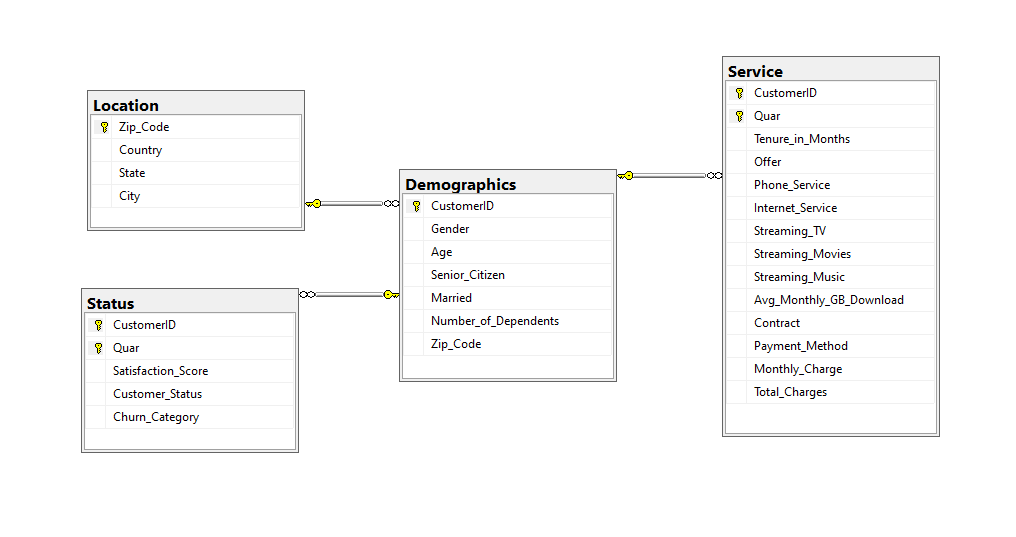 Location
Zip_Code
Country
State
City
Status
CustomerID
Quar
Satisfaction_Score
Customer_Status
Churn_Category
Demographics
CustomerID
Gender
Age
Senior_Citizen
Married
Number_of_Dependents
Zip_Code
Service
CustomerID
Quar
Tenure_in_Months
Offer
Phone_Service
Internet_Service
Streaming_TV
Streaming_Movies
Streaming_Music
Avg_Monthly_GB_Download
Contract
Payment_Method
Monthly_Charge
Total_Charges